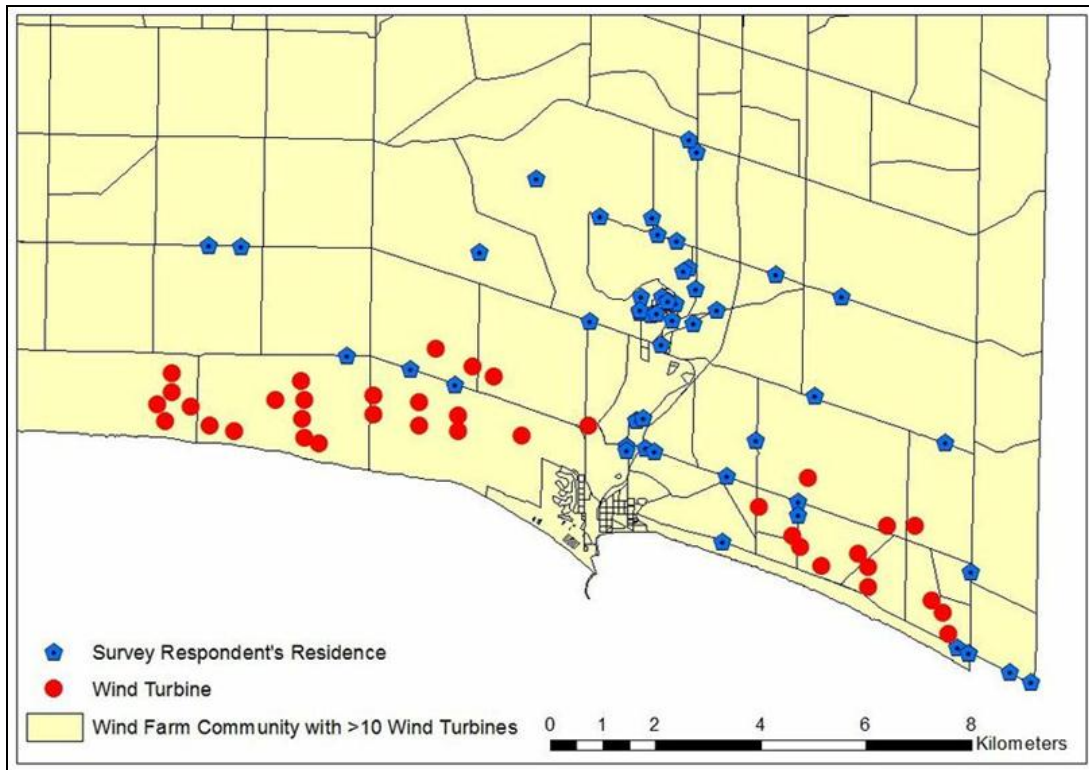 Survey Respondent's Residence
Wind Turbine
Wind Farm Community with >10 Wind Turbines
0 1 2 4 6 8
Kilometers